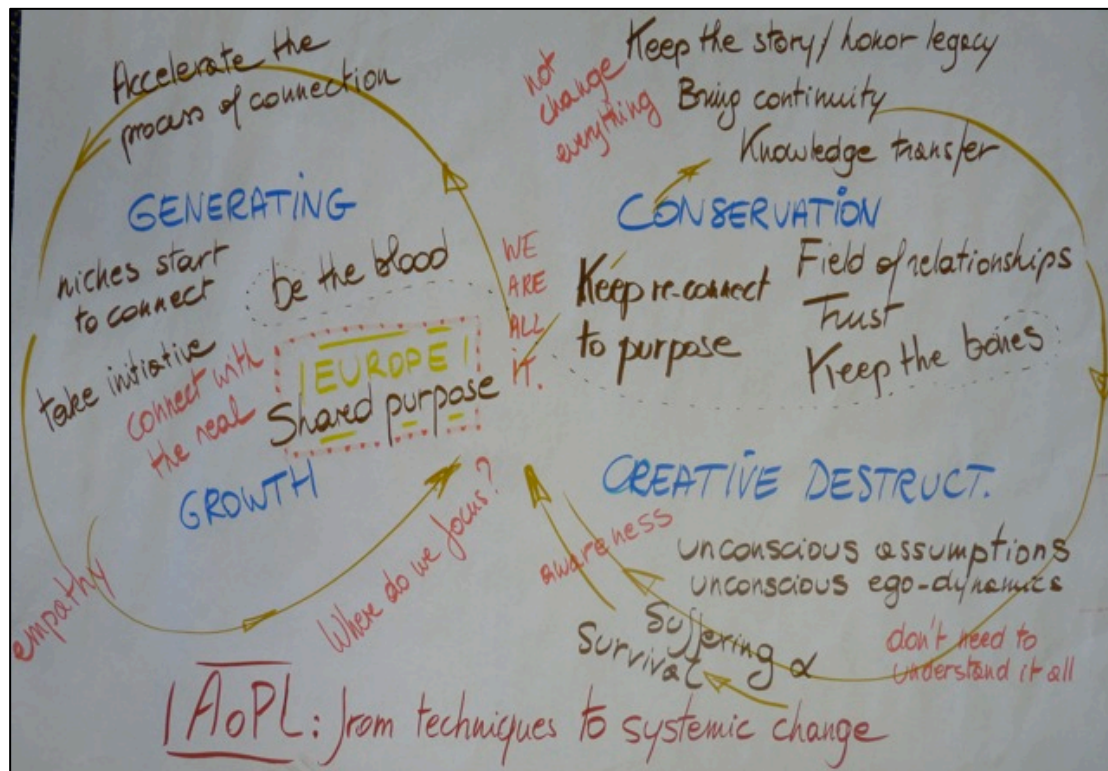 Accelerate the
process of connection
GENERATING
niches start
to connect
be the blood
take initiative
connect with
the real
EUROPE
Shared purpose
GROWTH
empathy
Where do we focus?
WE
ARE
ALL
IT.
not
change
everything
Keep the story / honor legacy
Bring continuity
Knowledge transfer
CONSERVATION
Keep re-connect
to purpose
Field of relationships
Trust
Keep the bones
CREATIVE DESTRUCT.
awareness
unconscious assumptions
unconscious ego-dynamics
Suffering &
Survival
don't need to
understand it all
AoPL: from techniques to systemic change